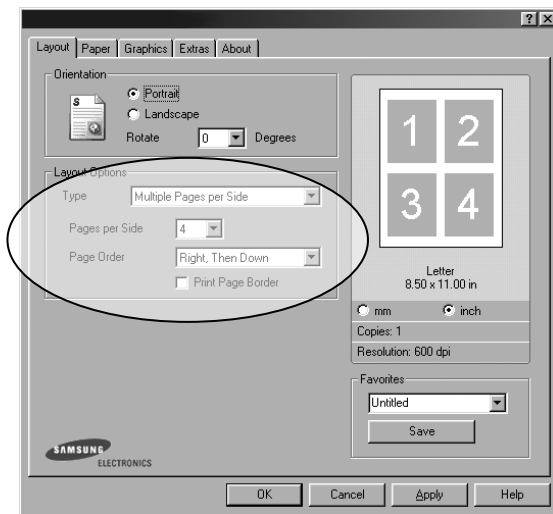 ? X
Layout Paper Graphics Extras About
Orientation
S
Portrait
Landscape
Rotate 0 Degrees
Layout Options
Type Multiple Pages per Side
Pages per Side 4
Page Order Right, Then Down
Print Page Border
1 2
3 4
Letter
8.50 x 11.00 in
mm inch
Copies: 1
Resolution: 600 dpi
Favorites
Untitled
Save
SAMSUNG
ELECTRONICS
OK Cancel Apply Help